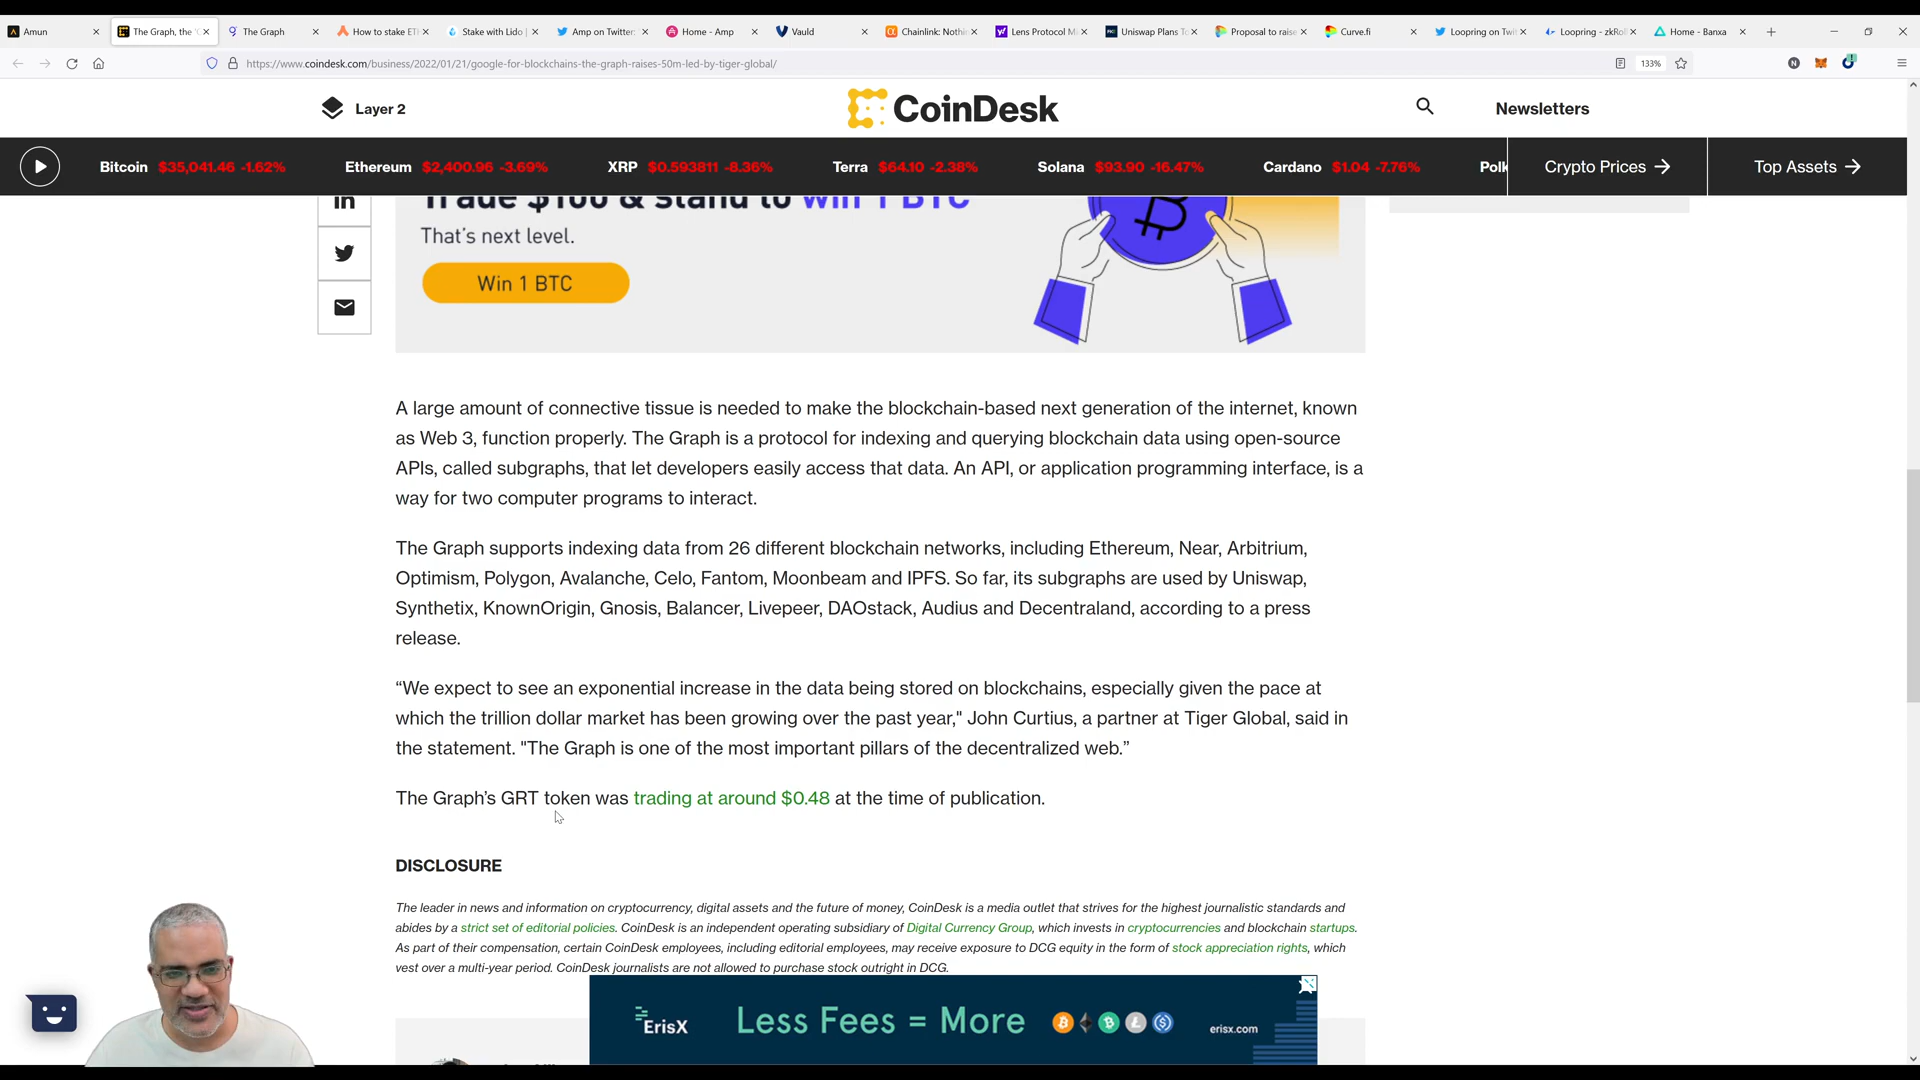 Amun
The Graph, the '
The Graph
How to stake ET
Stake with Lido |
Amp on Twitter:
Home - Amp
Vauld
Chainlink: Nothi
Lens Protocol M
Uniswap Plans To
Proposal to raise
Curve.fi
Loopring on Twi
Loopring - zkRol
Home - Banxa
https://www.coindesk.com/business/2022/01/21/google-for-blockchains-the-graph-raises-50m-led-by-tiger-global/
133%
Layer 2
CoinDesk
Newsletters
Bitcoin $35,041.46 -1.62%
Ethereum $2,400.96 -3.69%
XRP $0.593811 -8.36%
Terra $64.10 -2.38%
Solana $93.90 -16.47%
Cardano $1.04 -7.76%
Polk
Crypto Prices →
Top Assets →
Trade $100 & stand to win 1 BTC
That's next level.
Win 1 BTC
A large amount of connective tissue is needed to make the blockchain-based next generation of the internet, known
as Web 3, function properly. The Graph is a protocol for indexing and querying blockchain data using open-source
APIs, called subgraphs, that let developers easily access that data. An API, or application programming interface, is a
way for two computer programs to interact.
The Graph supports indexing data from 26 different blockchain networks, including Ethereum, Near, Arbitrium,
Optimism, Polygon, Avalanche, Celo, Fantom, Moonbeam and IPFS. So far, its subgraphs are used by Uniswap,
Synthetix, KnownOrigin, Gnosis, Balancer, Livepeer, DAOstack, Audius and Decentraland, according to a press
release.
“We expect to see an exponential increase in the data being stored on blockchains, especially given the pace at
which the trillion dollar market has been growing over the past year," John Curtius, a partner at Tiger Global, said in
the statement. "The Graph is one of the most important pillars of the decentralized web.”
The Graph’s GRT token was trading at around $0.48 at the time of publication.
DISCLOSURE
The leader in news and information on cryptocurrency, digital assets and the future of money, CoinDesk is a media outlet that strives for the highest journalistic standards and
abides by a strict set of editorial policies. CoinDesk is an independent operating subsidiary of Digital Currency Group, which invests in cryptocurrencies and blockchain startups.
As part of their compensation, certain CoinDesk employees, including editorial employees, may receive exposure to DCG equity in the form of stock appreciation rights, which
vest over a multi-year period. CoinDesk journalists are not allowed to purchase stock outright in DCG.
ErisX
Less Fees = More
erisx.com